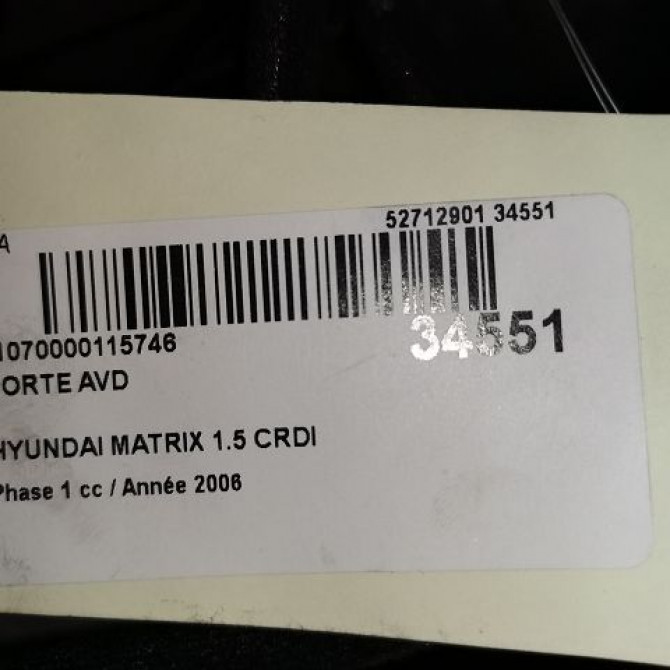 52712901 34551
A
1070000115746
34551
ORTE AVD
HYUNDAI MATRIX 1.5 CRDI
Phase 1 cc / Année 2006